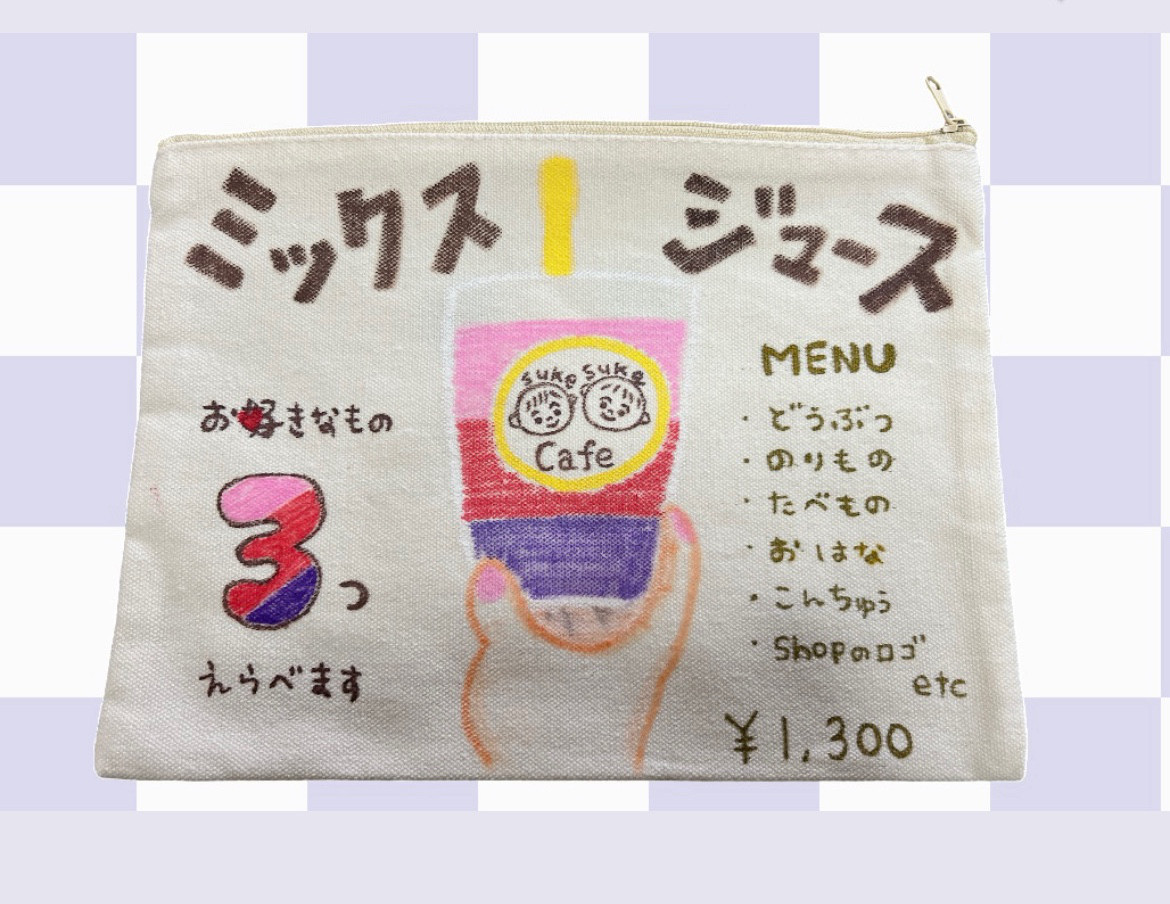 ミックス ジュース
suke suke
Cafe
お好きなもの
3つ
えらべます
MENU
・どうぶつ
・のりもの
・たべもの
・おはな
・こんちゅう
・Shopのロゴ
etc
¥1,300